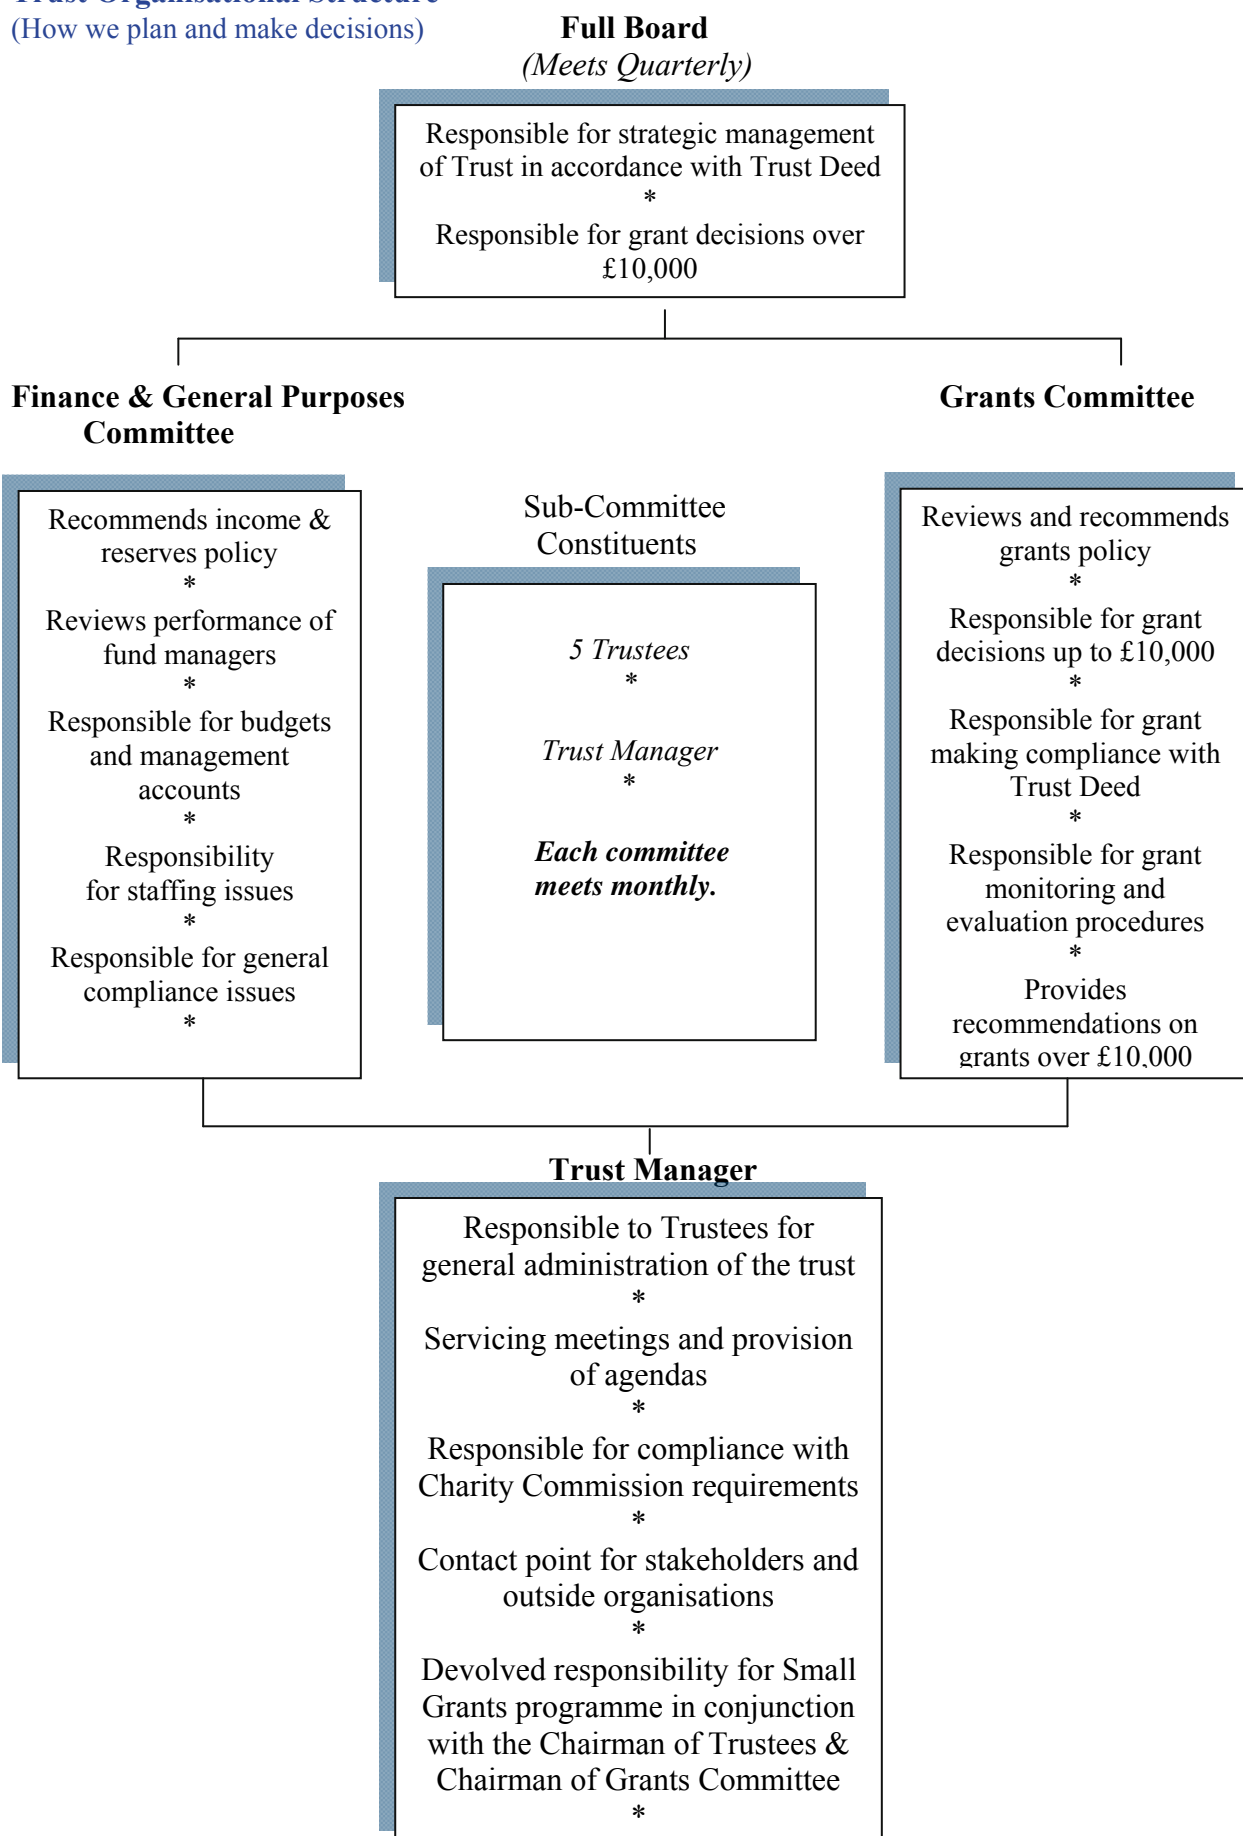 Trust Organisational Structure
(How we plan and make decisions)
Full Board
(Meets Quarterly)
Responsible for strategic management
of Trust in accordance with Trust Deed
*
Responsible for grant decisions over
£10,000
Finance & General Purposes
Committee
Recommends income &
reserves policy
*
Reviews performance of
fund managers
*
Responsible for budgets
and management
accounts
*
Responsibility
for staffing issues
*
Responsible for general
compliance issues
*
Sub-Committee
Constituents
5 Trustees
*
Trust Manager
*
Each committee
meets monthly.
Grants Committee
Reviews and recommends
grants policy
*
Responsible for grant
decisions up to £10,000
*
Responsible for grant
making compliance with
Trust Deed
*
Responsible for grant
monitoring and
evaluation procedures
*
Provides
recommendations on
grants over £10,000
Trust Manager
Responsible to Trustees for
general administration of the trust
*
Servicing meetings and provision
of agendas
*
Responsible for compliance with
Charity Commission requirements
*
Contact point for stakeholders and
outside organisations
*
Devolved responsibility for Small
Grants programme in conjunction
with the Chairman of Trustees &
Chairman of Grants Committee
*